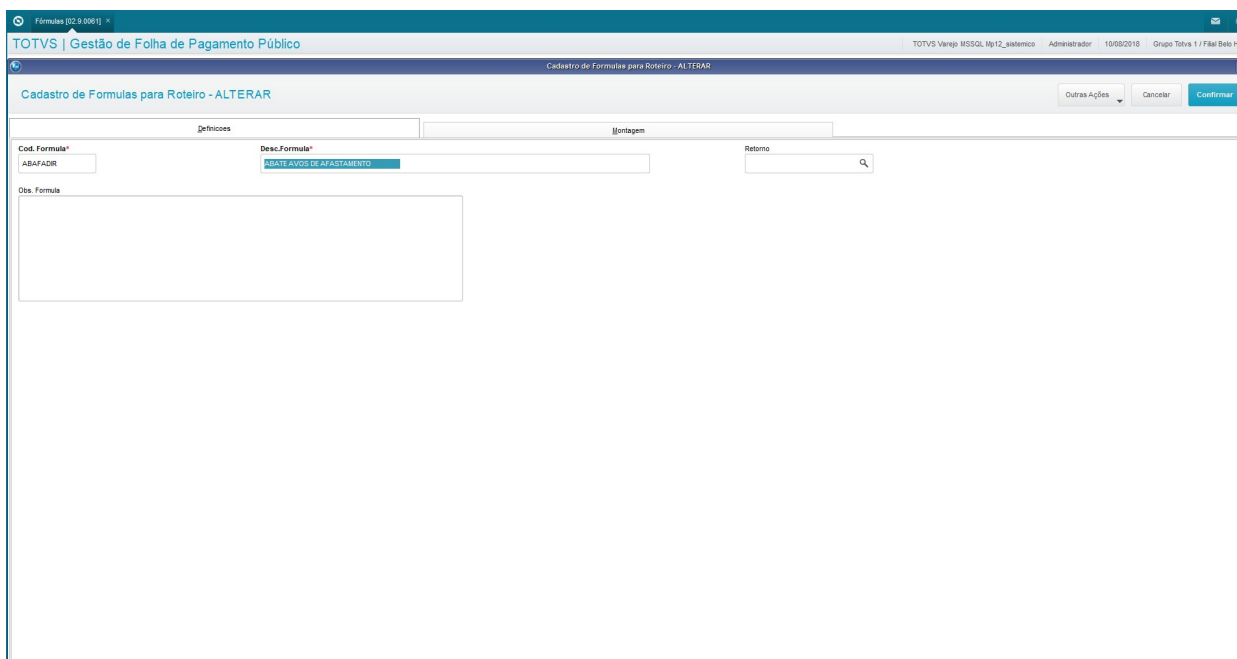 Fórmulas [02.9.0061] ×
TOTVS | Gestão de Folha de Pagamento Público
TOTVS Varejo MSSQL Mp12_sistemico Administrador 10/08/2018 Grupo Totvs 1 / Filial Belo H
Cadastro de Formulas para Roteiro - ALTERAR
Cadastro de Formulas para Roteiro - ALTERAR
Outras Ações Cancelar Confirmar
Definicoes Montagem
Cod. Formula* Desc.Formula* Retorno
ABAFADIR ABATE AVOS DE AFASTAMENTO
Obs. Formula